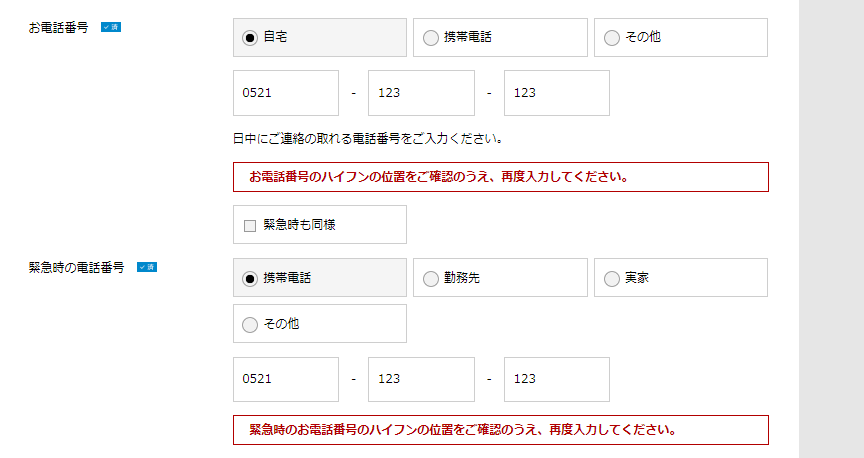 お電話番号 ✓ 済
自宅 携帯電話 その他
0521 - 123 - 123
日中にご連絡の取れる電話番号をご入力ください。
お電話番号のハイフンの位置をご確認のうえ、再度入力してください。
緊急時も同様
緊急時の電話番号 ✓ 済
携帯電話 勤務先 実家
その他
0521 - 123 - 123
緊急時のお電話番号のハイフンの位置をご確認のうえ、再度入力してください。